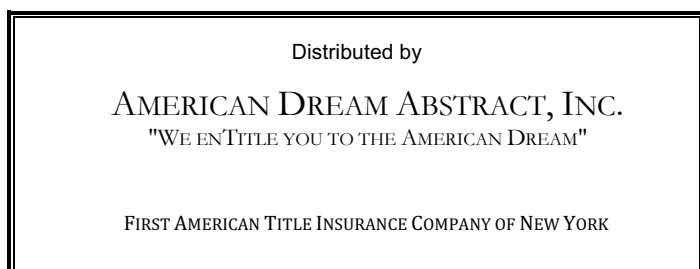 Distributed by
AMERICAN DREAM ABSTRACT, INC.
"WE ENTITLE YOU TO THE AMERICAN DREAM"
FIRST AMERICAN TITLE INSURANCE COMPANY OF NEW YORK